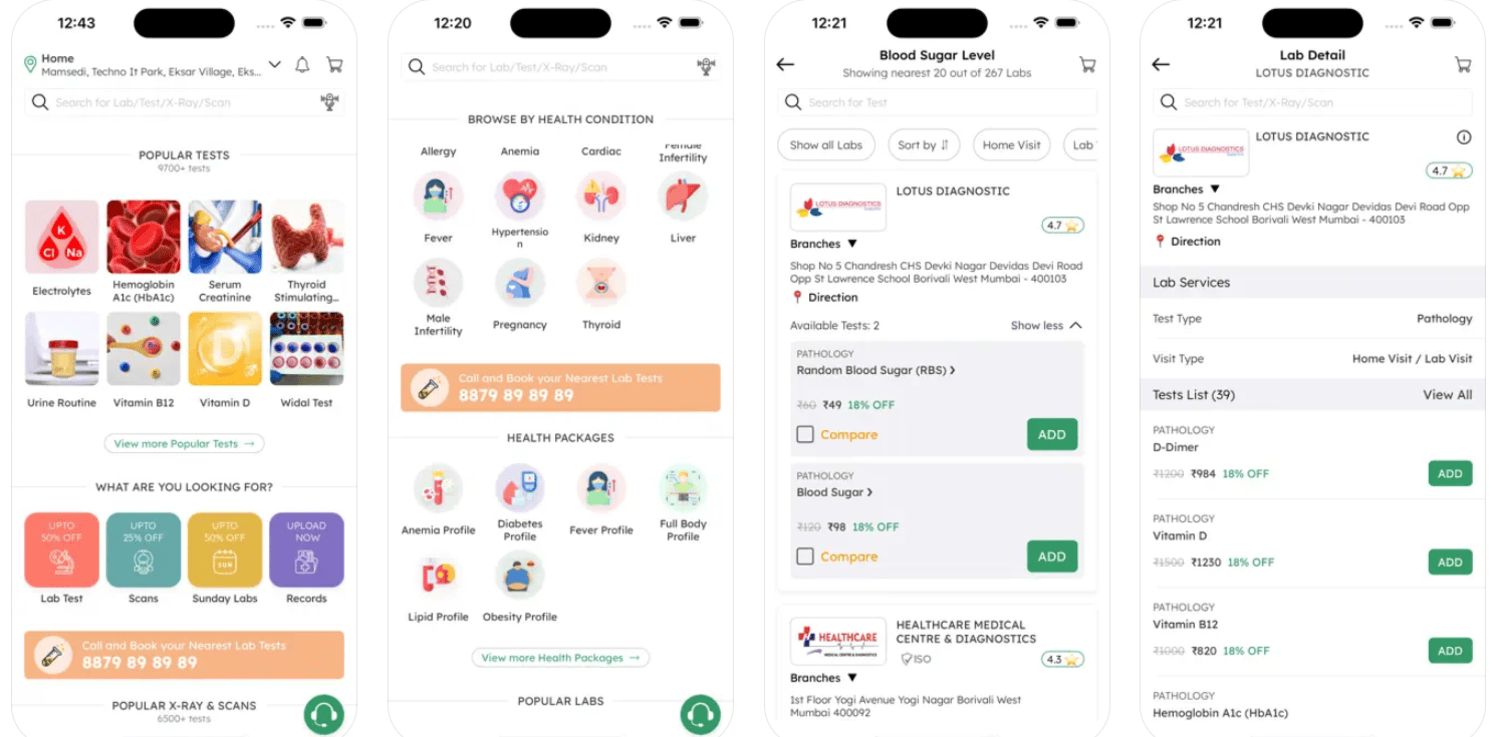 12:43
Home
Mamsedi, Techno It Park, Eksar Village, Eks...
Search for Lab/Test/X-Ray/Scan
POPULAR TESTS
9700+ tests
K
Cl Na
Electrolytes
Hemoglobin
A1c (HbA1c)
Serum
Creatinine
Thyroid
Stimulating...
D
Urine Routine
Vitamin B12
Vitamin D
Widal Test
View more Popular Tests →
WHAT ARE YOU LOOKING FOR?
UPTO
50% OFF
UPTO
25% OFF
UPTO
50% OFF
SUN
UPLOAD
NOW
Lab Test
Scans
Sunday Labs
Records
Call and Book your Nearest Lab Tests
8879 89 89 89
POPULAR X-RAY & SCANS
6500+ tests
12:20
Search for Lab/Test/X-Ray/Scan
BROWSE BY HEALTH CONDITION
Allergy
Anemia
Cardiac
Female
Infertility
Fever
Hypertensio
n
Kidney
Liver
Male
Infertility
Pregnancy
Thyroid
Call and Book your Nearest Lab Tests
8879 89 89 89
HEALTH PACKAGES
Anemia Profile
Diabetes
Profile
Fever Profile
Full Body
Profile
Lipid Profile
Obesity Profile
View more Health Packages →
POPULAR LABS
12:21
Blood Sugar Level
Showing nearest 20 out of 267 Labs
Search for Test
Show all Labs
Sort by
Home Visit
Lab
LOTUS DIAGNOSTICS
LOTUS DIAGNOSTIC
4.7
Branches ▼
Shop No 5 Chandresh CHS Devki Nagar Devidas Devi Road
Opp St Lawrence School Borivali West Mumbai - 400103
Direction
Available Tests: 2
Show less
PATHOLOGY
Random Blood Sugar (RBS) ❯
₹60 ₹49 18% OFF
Compare
ADD
PATHOLOGY
Blood Sugar ❯
₹120 ₹98 18% OFF
Compare
ADD
HEALTHCARE
MEDICAL CENTRE & DIAGNOSTICS
HEALTHCARE MEDICAL
CENTRE & DIAGNOSTICS
ISO
4.3
Branches ▼
1st Floor Yogi Avenue Yogi Nagar Borivali West
Mumbai 400092
12:21
Lab Detail
LOTUS DIAGNOSTIC
Search for Test/X-Ray/Scan
LOTUS DIAGNOSTICS
LOTUS DIAGNOSTIC
4.7
Branches ▼
Shop No 5 Chandresh CHS Devki Nagar Devidas Devi Road Opp
St Lawrence School Borivali West Mumbai - 400103
Direction
Lab Services
Test Type
Pathology
Visit Type
Home Visit / Lab Visit
Tests List (39)
View All
PATHOLOGY
D-Dimer
₹1200 ₹984 18% OFF
ADD
PATHOLOGY
Vitamin D
₹1500 ₹1230 18% OFF
ADD
PATHOLOGY
Vitamin B12
₹1000 ₹820 18% OFF
ADD
PATHOLOGY
Hemoglobin A1c (HbA1c)